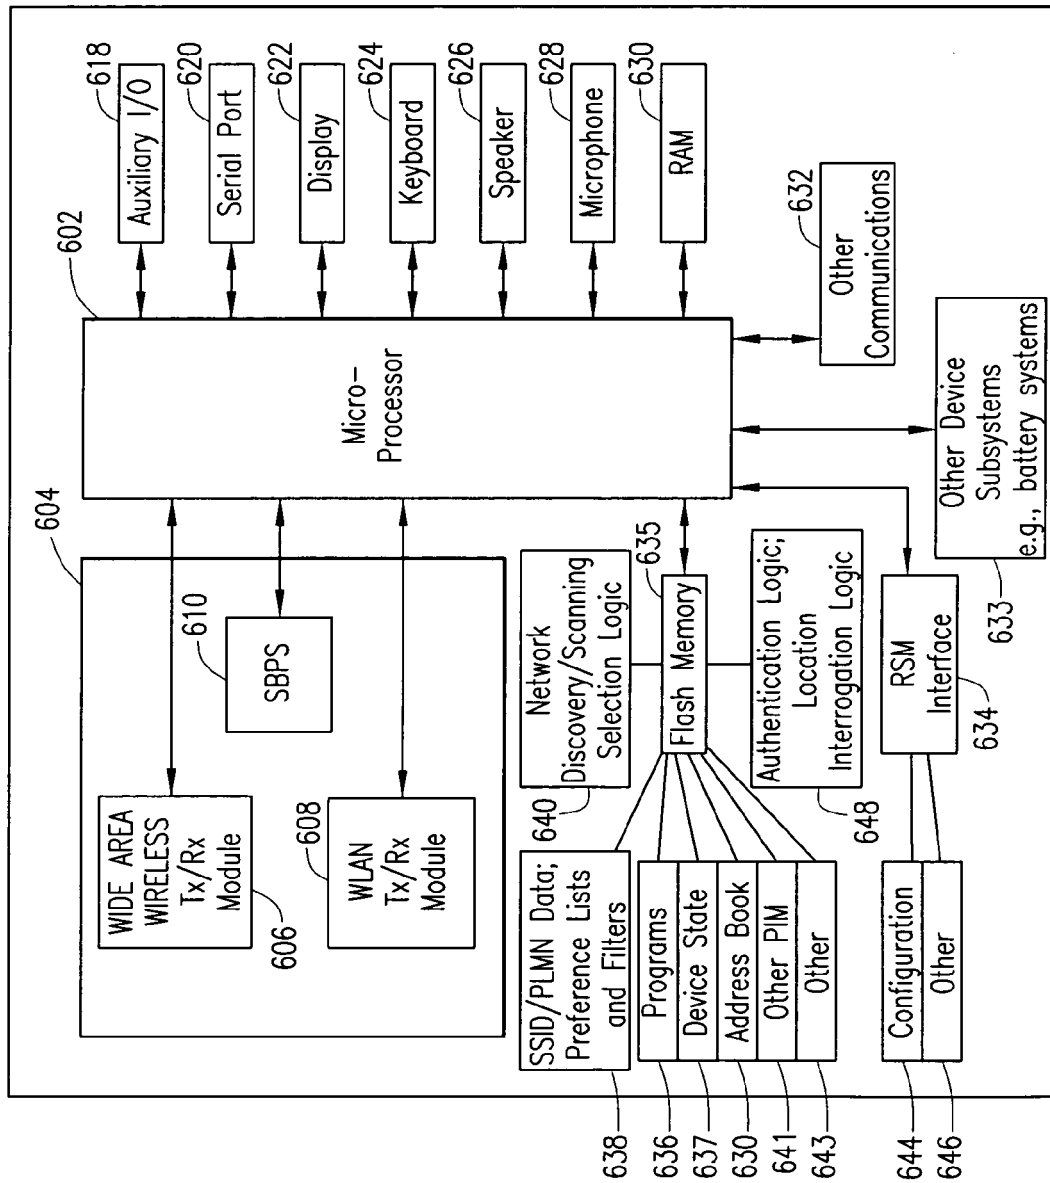 602
618
Auxiliary I/O
620
Serial Port
622
Display
624
Keyboard
626
Speaker
628
Microphone
630
RAM
Micro-
Processor
632
Other
Communications
604
610
SBPS
WIDE AREA
WIRELESS
Tx/Rx
Module
606
608
WLAN
Tx/Rx
Module
635
Flash Memory
Network
Discovery/Scanning
Selection Logic
640
Authentication Logic;
Location
Interrogation Logic
648
Other Device
Subsystems
e.g., battery systems
633
RSM
Interface
634
SSID/PLMN Data;
Preference Lists
and Filters
638
Programs
636
Device State
637
Address Book
630
Other PIM
641
Other
643
Configuration
644
Other
646